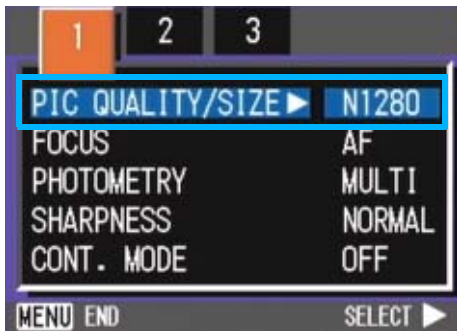 1 2 3
PIC QUALITY/SIZE▶ N1280
FOCUS AF
PHOTOMETRY MULTI
SHARPNESS NORMAL
CONT. MODE OFF
MENU END SELECT ▶